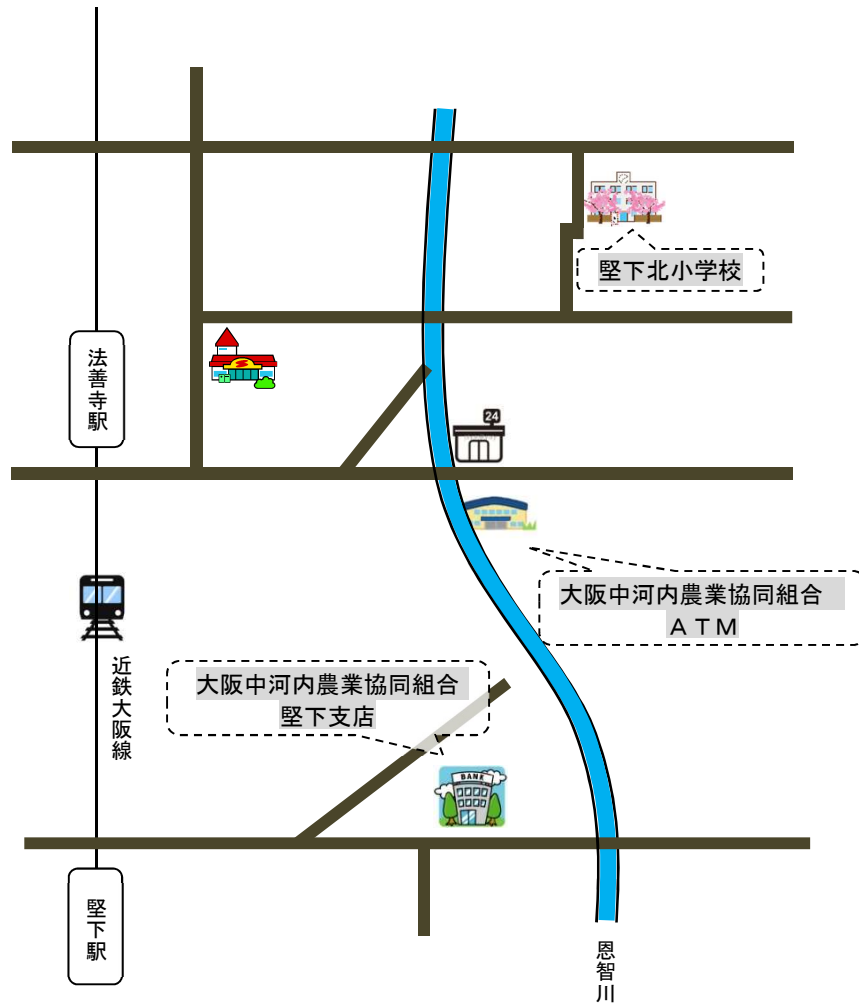 24
堅下北小学校
法善寺駅
大阪中河内農業協同組合
ＡＴＭ
近鉄大阪線
大阪中河内農業協同組合
堅下支店
BANK
堅下駅
恩智川